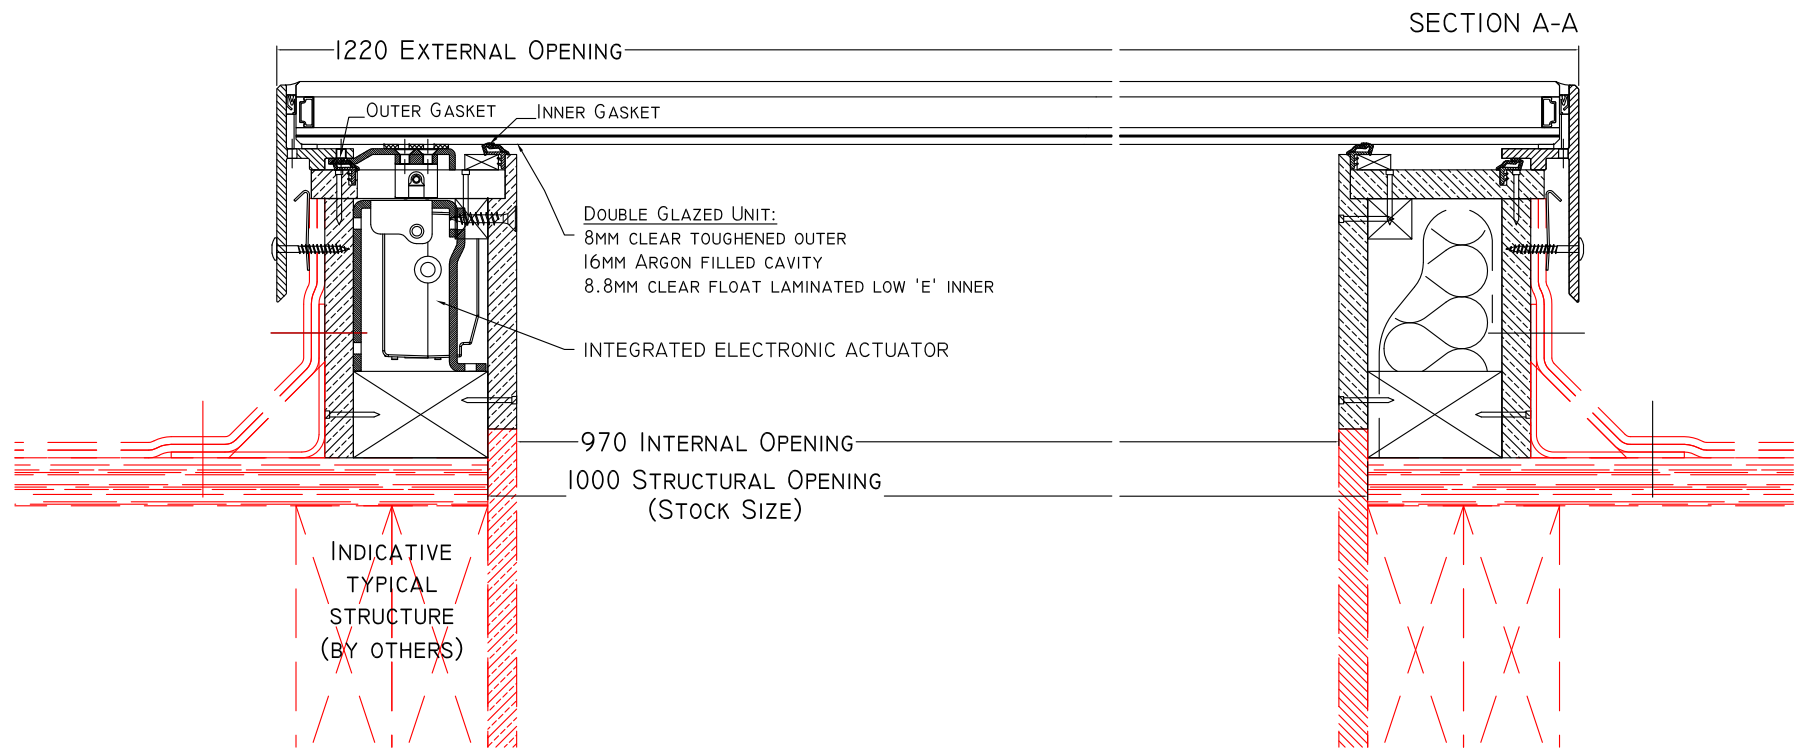 SECTION A-A
1220 EXTERNAL OPENING
OUTER GASKET
INNER GASKET
DOUBLE GLAZED UNIT:
8MM CLEAR TOUGHENED OUTER
16MM ARGON FILLED CAVITY
8.8MM CLEAR FLOAT LAMINATED LOW 'E' INNER
INTEGRATED ELECTRONIC ACTUATOR
970 INTERNAL OPENING
1000 STRUCTURAL OPENING
(STOCK SIZE)
INDICATIVE
TYPICAL
STRUCTURE
(BY OTHERS)